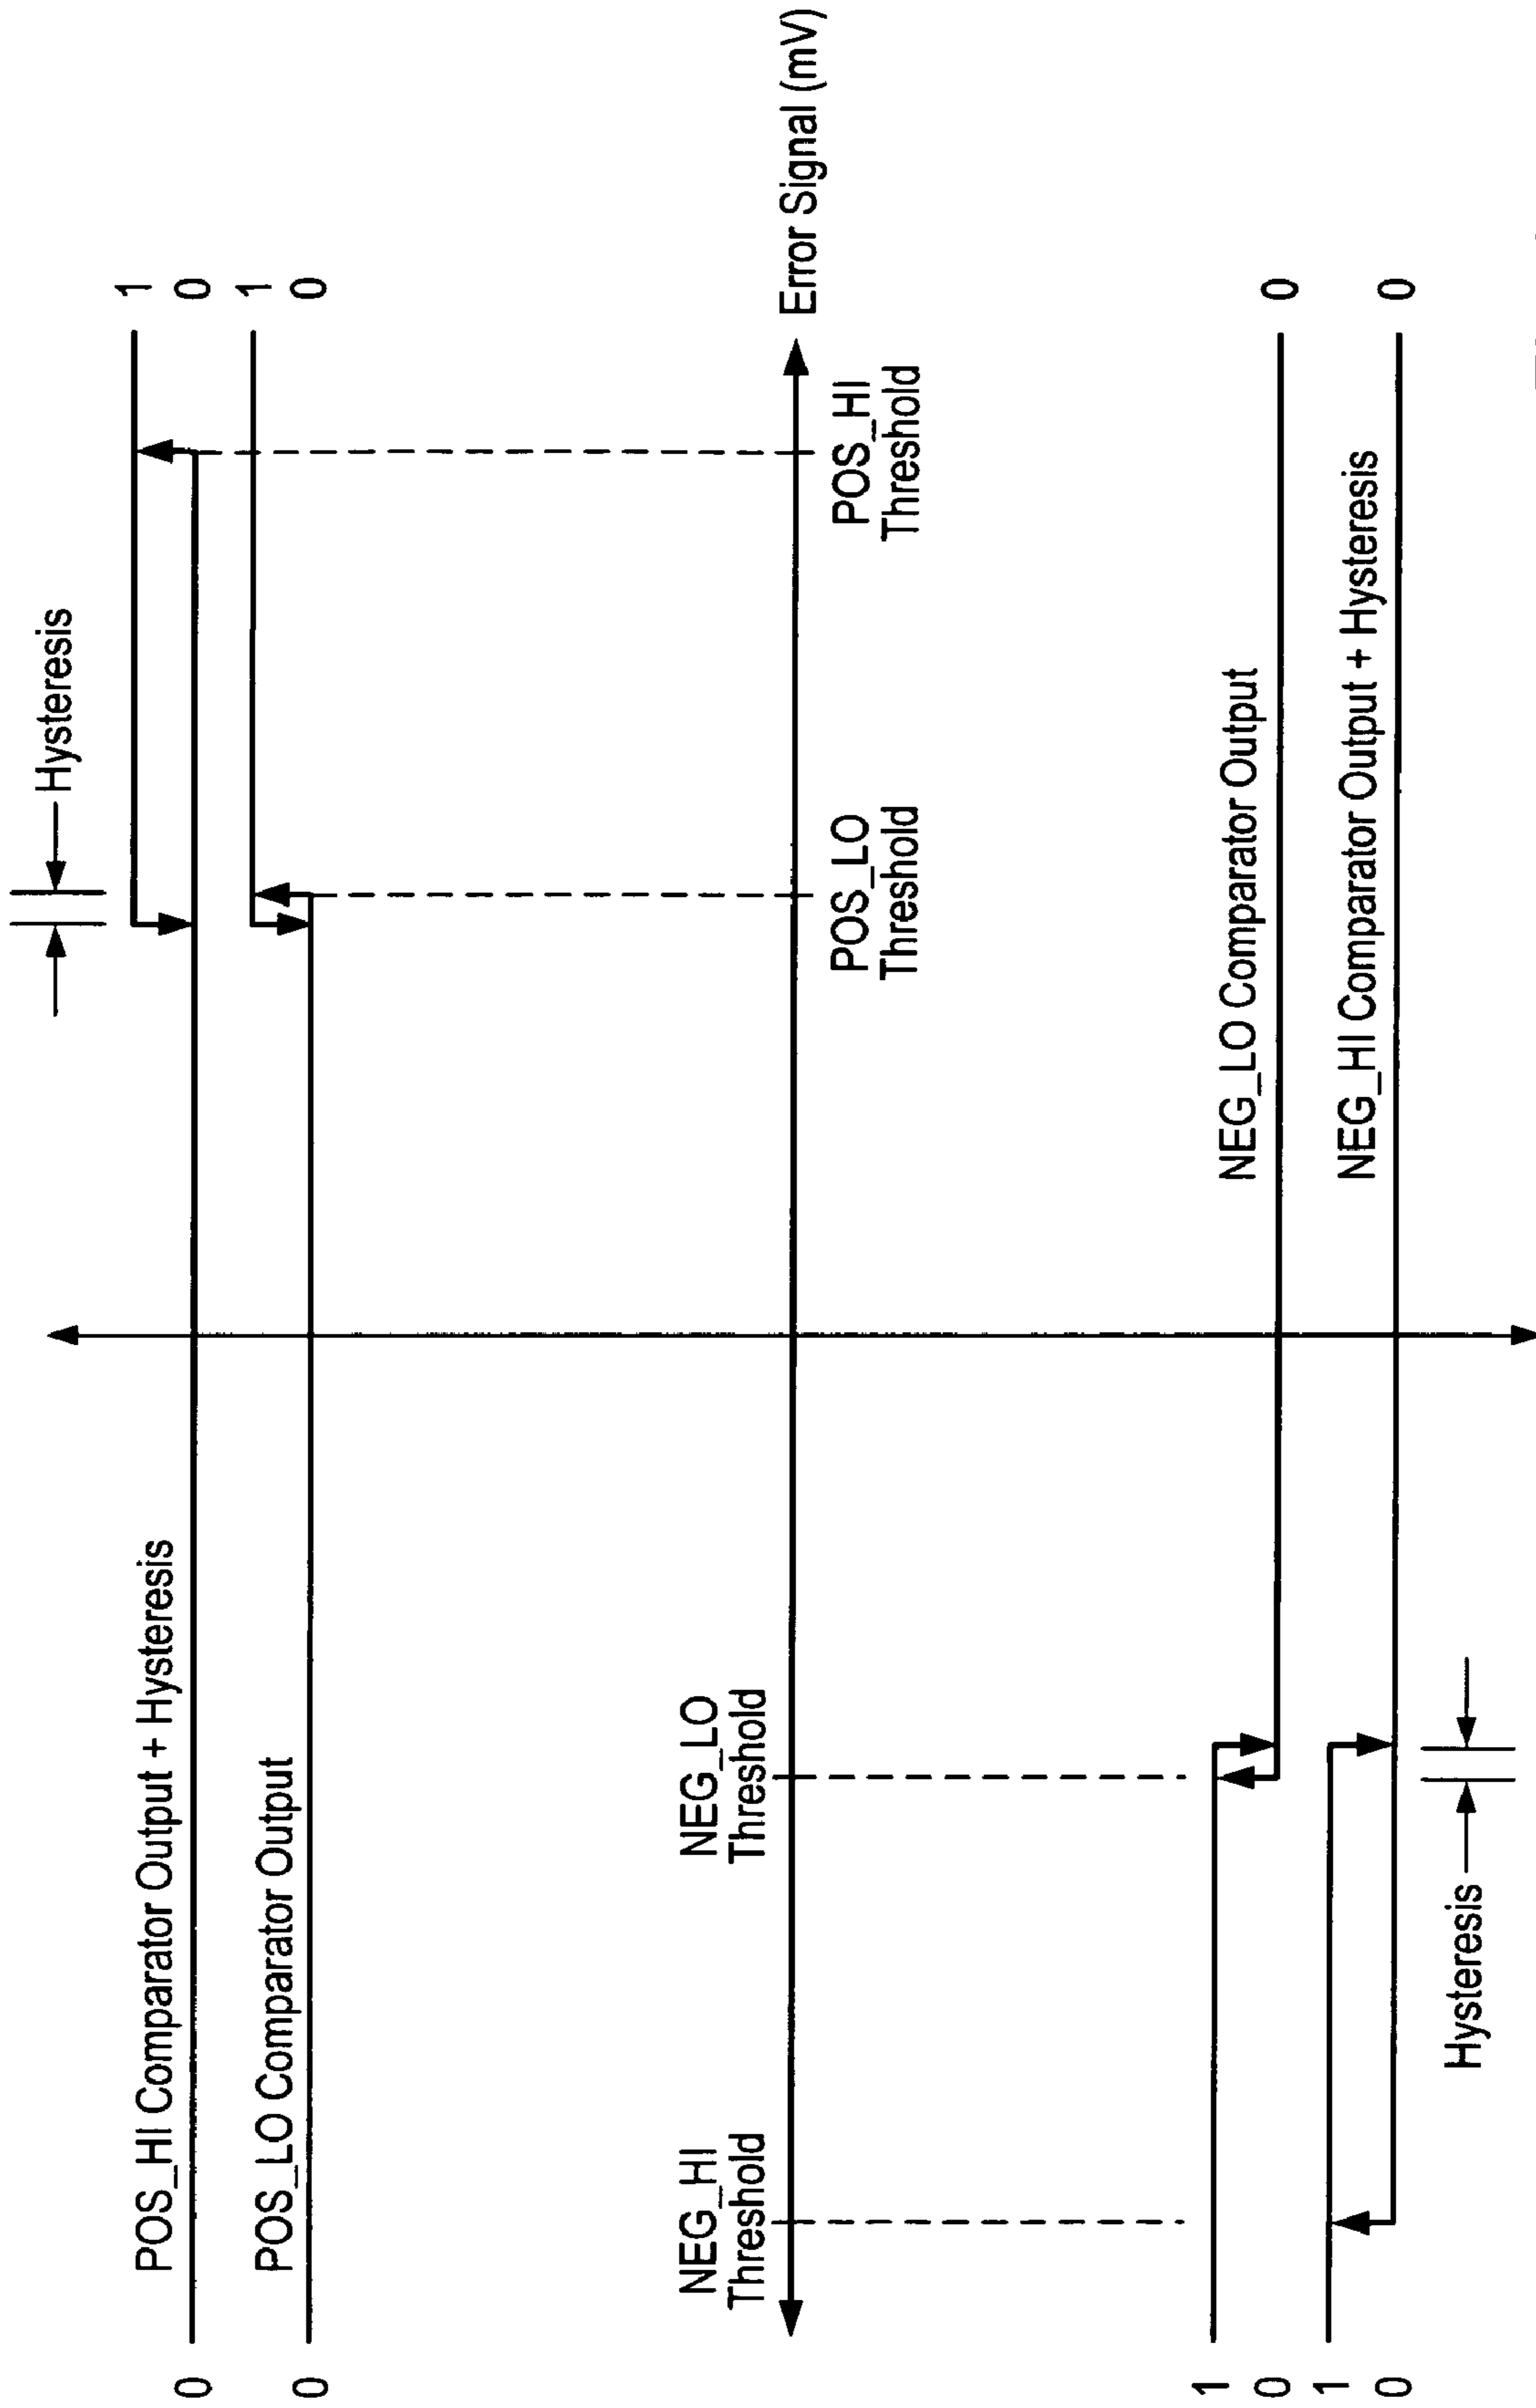 Hysteresis
1
POS_HI Comparator Output + Hysteresis
0
0
1
POS_LO Comparator Output
0
0
NEG_HI
Threshold
NEG_LO
Threshold
Error Signal (mV)
POS_LO
Threshold
POS_HI
Threshold
1
NEG_LO Comparator Output
0
0
1
NEG_HI Comparator Output + Hysteresis
0
0
Hysteresis